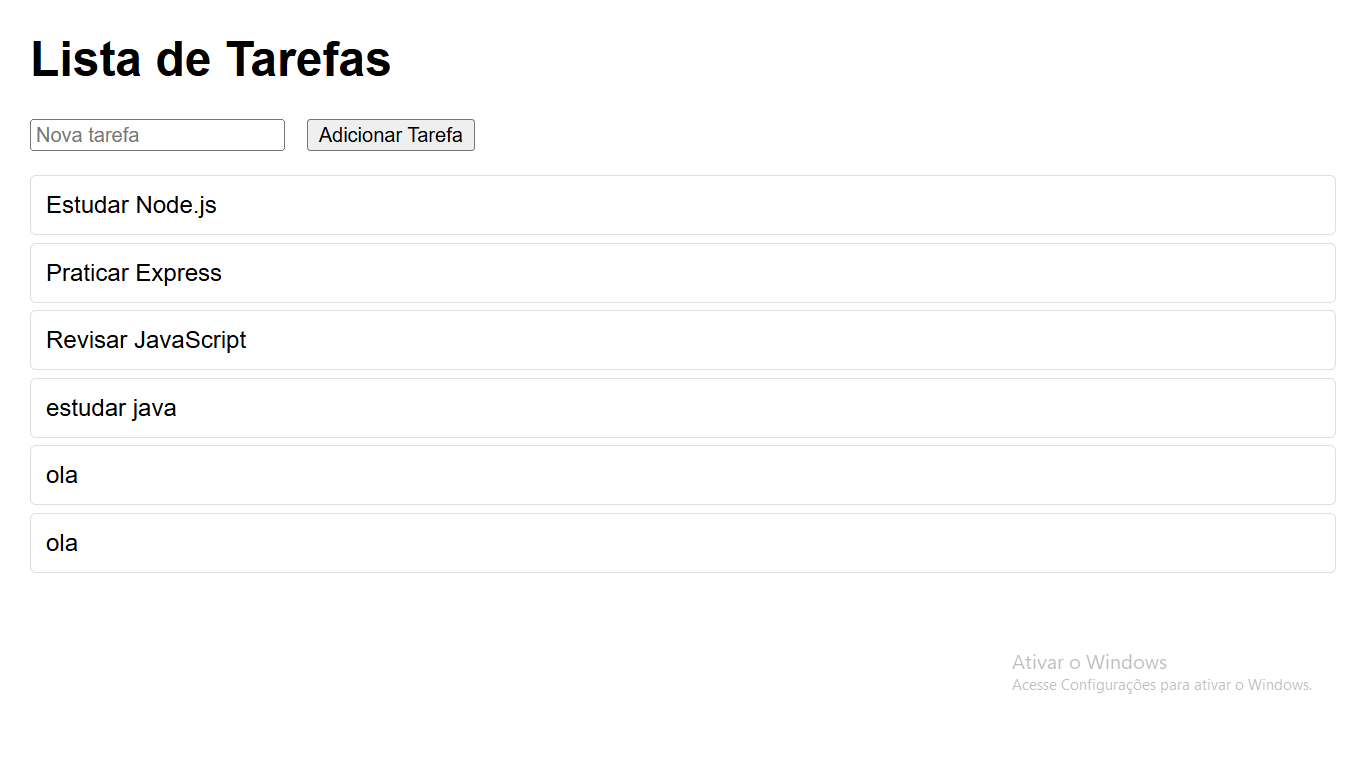 Lista de Tarefas
Nova tarefa
Adicionar Tarefa
Estudar Node.js
Praticar Express
Revisar JavaScript
estudar java
ola
ola
Ativar o Windows
Acesse Configurações para ativar o Windows.